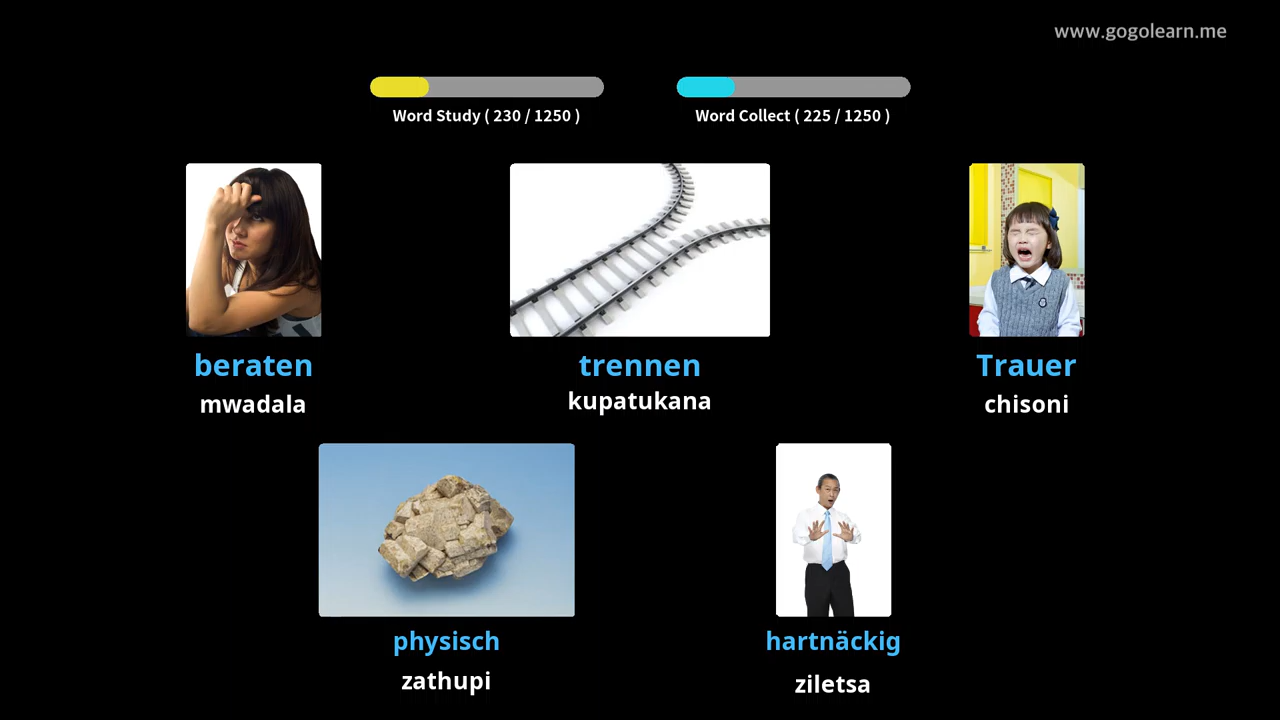 www.gogolearn.me
Word Study ( 230 / 1250 )
Word Collect ( 225 / 1250 )
beraten
mwadala
trennen
kupatukana
Trauer
chisoni
physisch
zathupi
hartnäckig
ziletsa